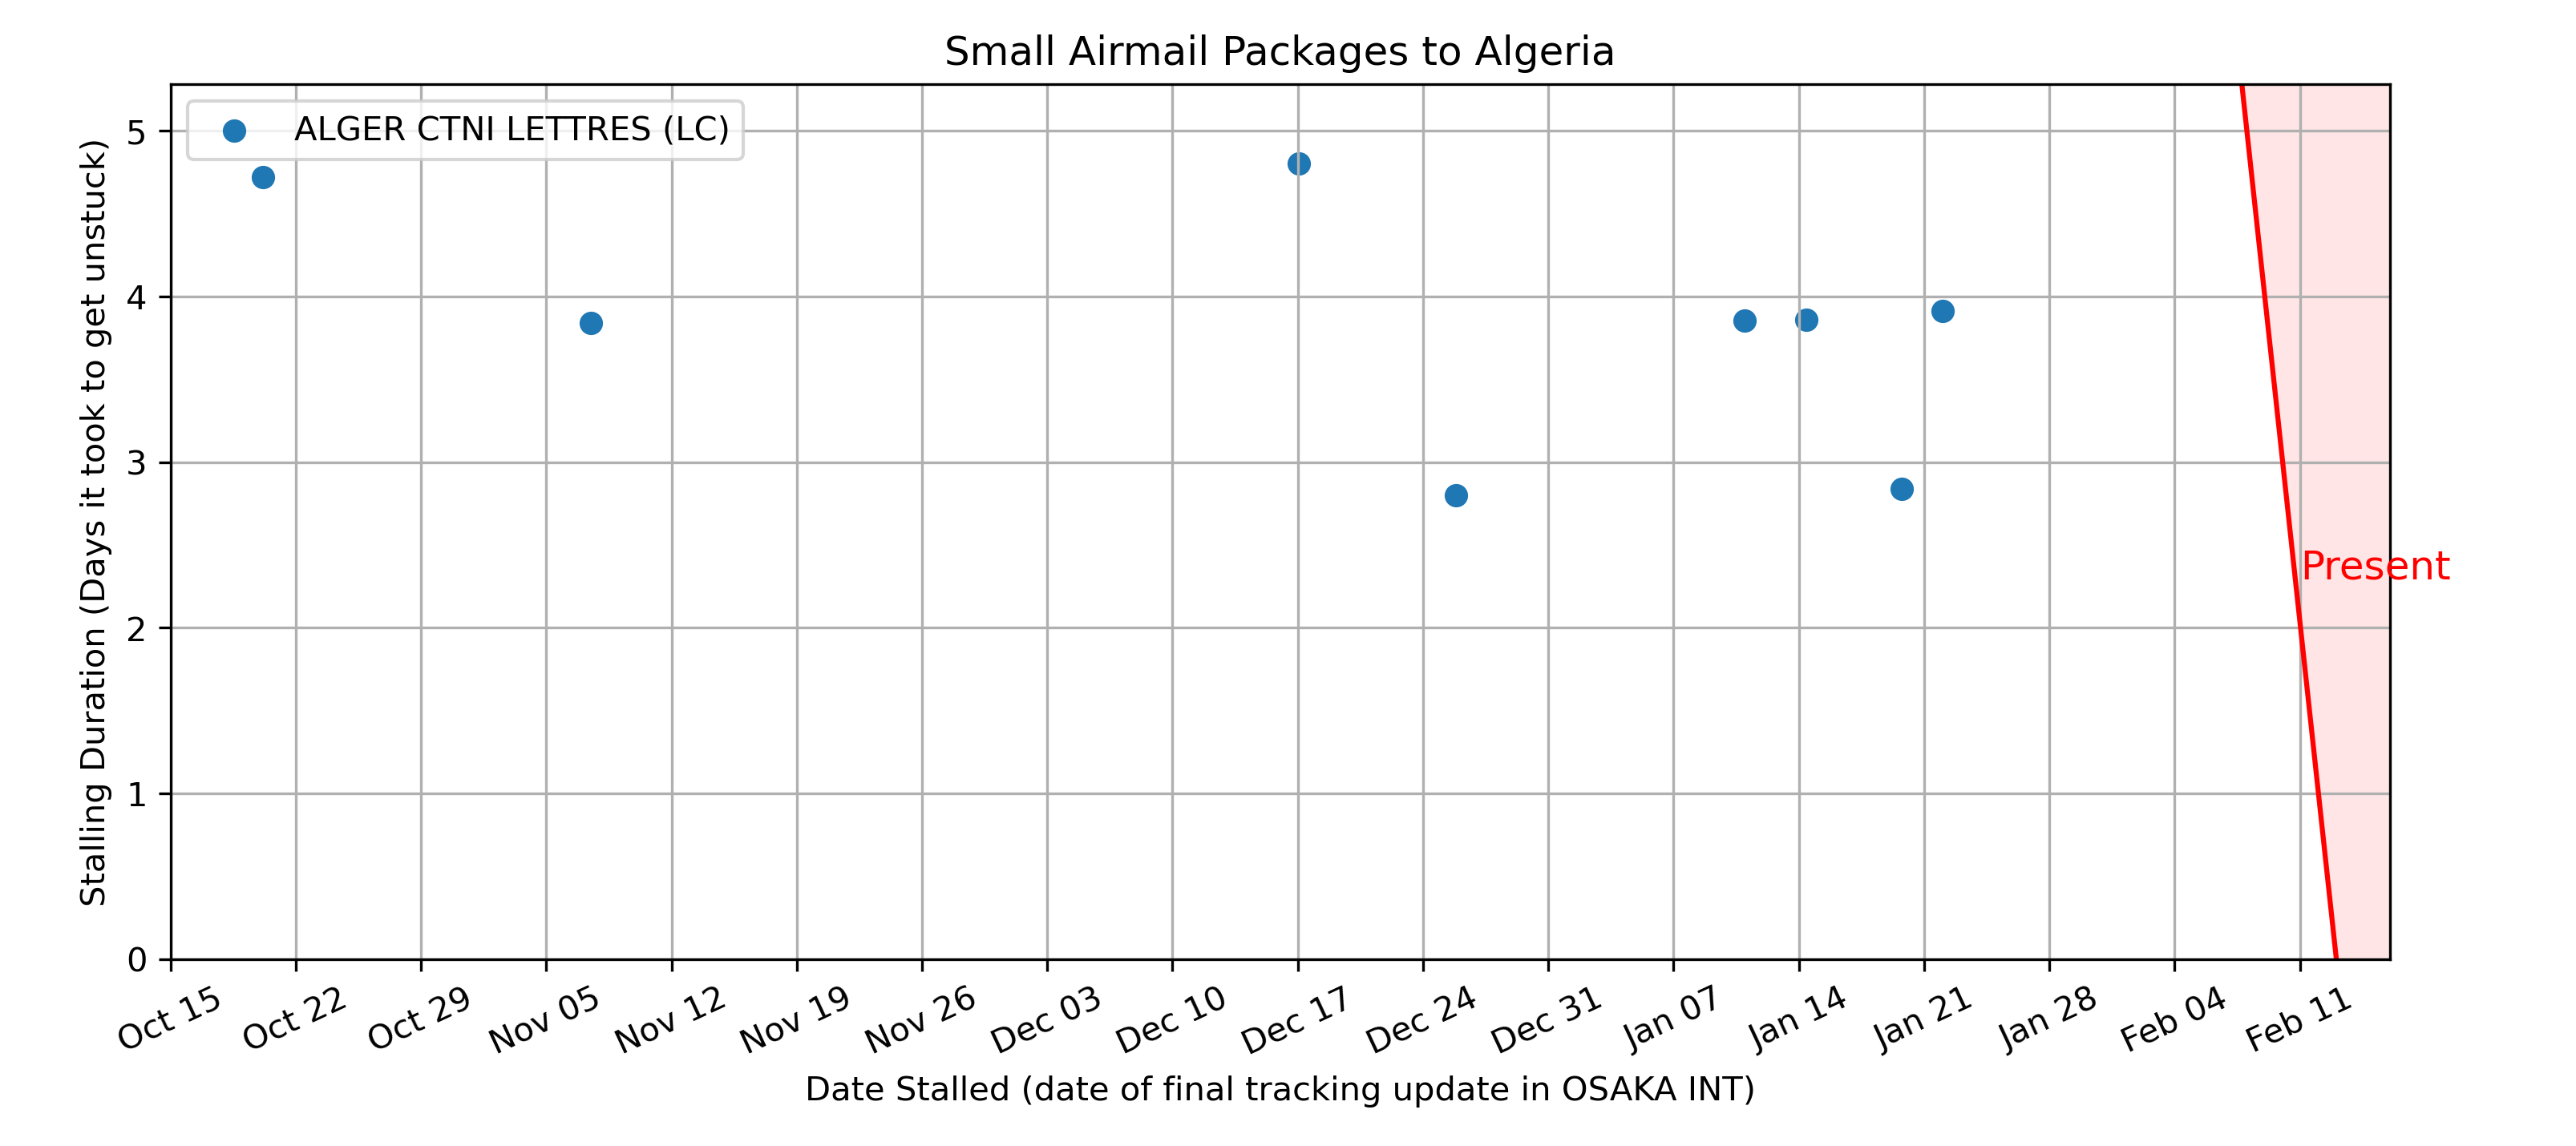 Small Airmail Packages to Algeria
ALGER CTNI LETTRES (LC)
Stalling Duration (Days it took to get unstuck)
5
4
3
2
1
0
Present
Oct 15
Oct 22
Oct 29
Nov 05
Nov 12
Nov 19
Nov 26
Dec 03
Dec 10
Dec 17
Dec 24
Dec 31
Jan 07
Jan 14
Jan 21
Jan 28
Feb 04
Feb 11
Date Stalled (date of final tracking update in OSAKA INT)